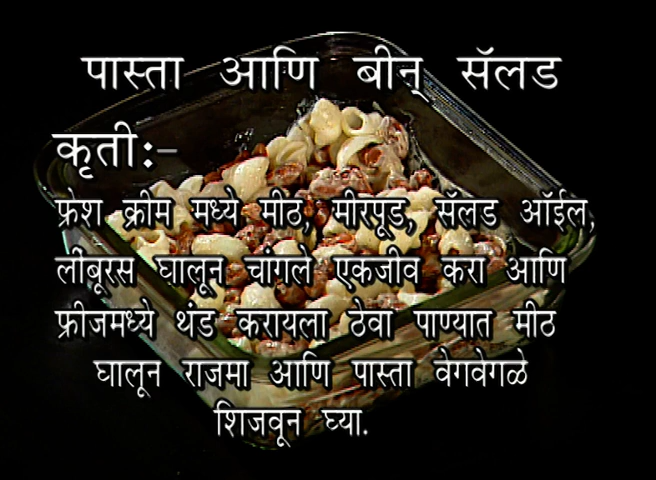 पास्ता आणि बीन् सॅलड
कृती:-
फ्रेश क्रीम मध्ये मीठ, मीरपूड, सॅलड ऑईल,
लींबूरस घालून चांगले एकजीव करा आणि
फ्रीजमध्ये थंड करायला ठेवा पाण्यात मीठ
घालून राजमा आणि पास्ता वेगवेगळे
शिजवून घ्या.